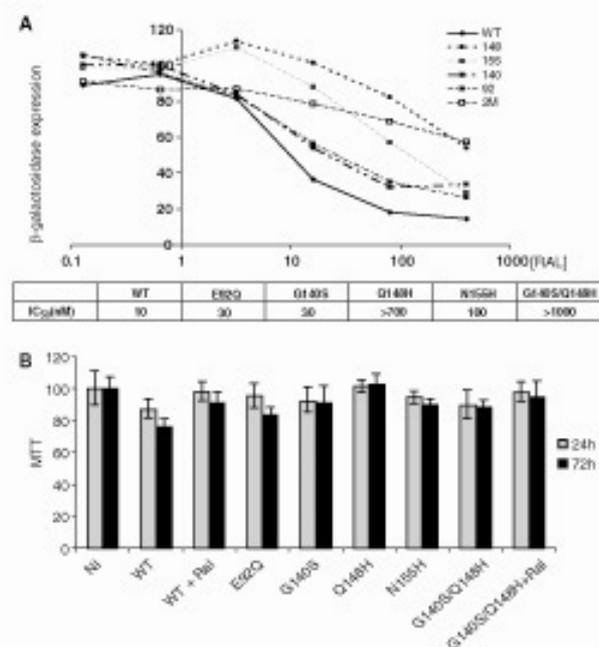 A
β-galactosidase expression
120
100
80
60
40
20
0
0.1
1
10
100
1000
[RAL]
WT
148
155
140
92
2M
WT E92Q G140S Q148H N155H G140S/Q148H
IC50(nM) 10 30 30 >700 100 >1000
B
MTT
120
100
80
60
40
20
0
24h
72h
NI
WT
WT + Ral
E92Q
G140S
Q148H
N155H
G140S/Q148H
G140S/Q148H+Ral